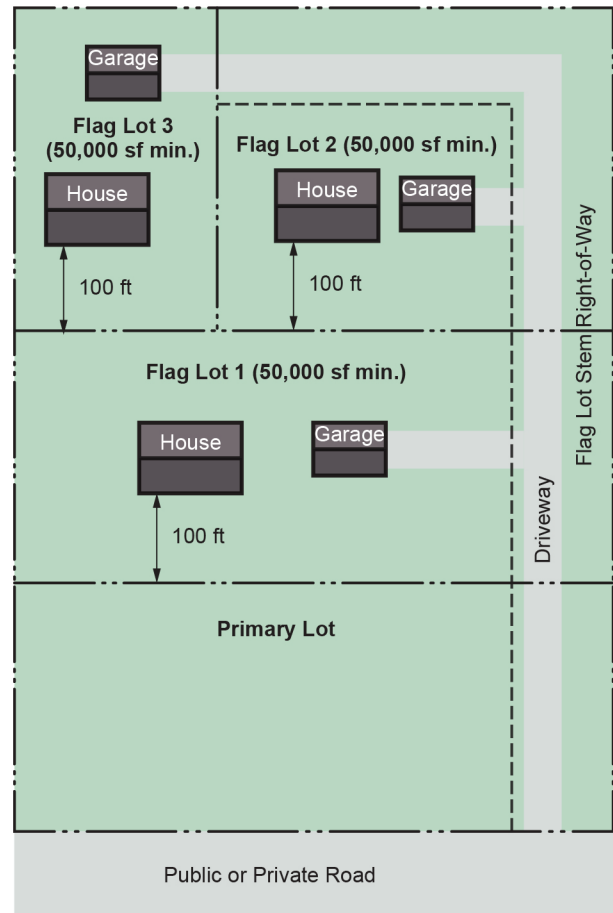 Garage
Flag Lot 3
(50,000 sf min.)
Flag Lot 2 (50,000 sf min.)
House
House
Garage
100 ft
100 ft
Flag Lot Stem Right-of-Way
Flag Lot 1 (50,000 sf min.)
House
Garage
100 ft
Driveway
Primary Lot
Public or Private Road